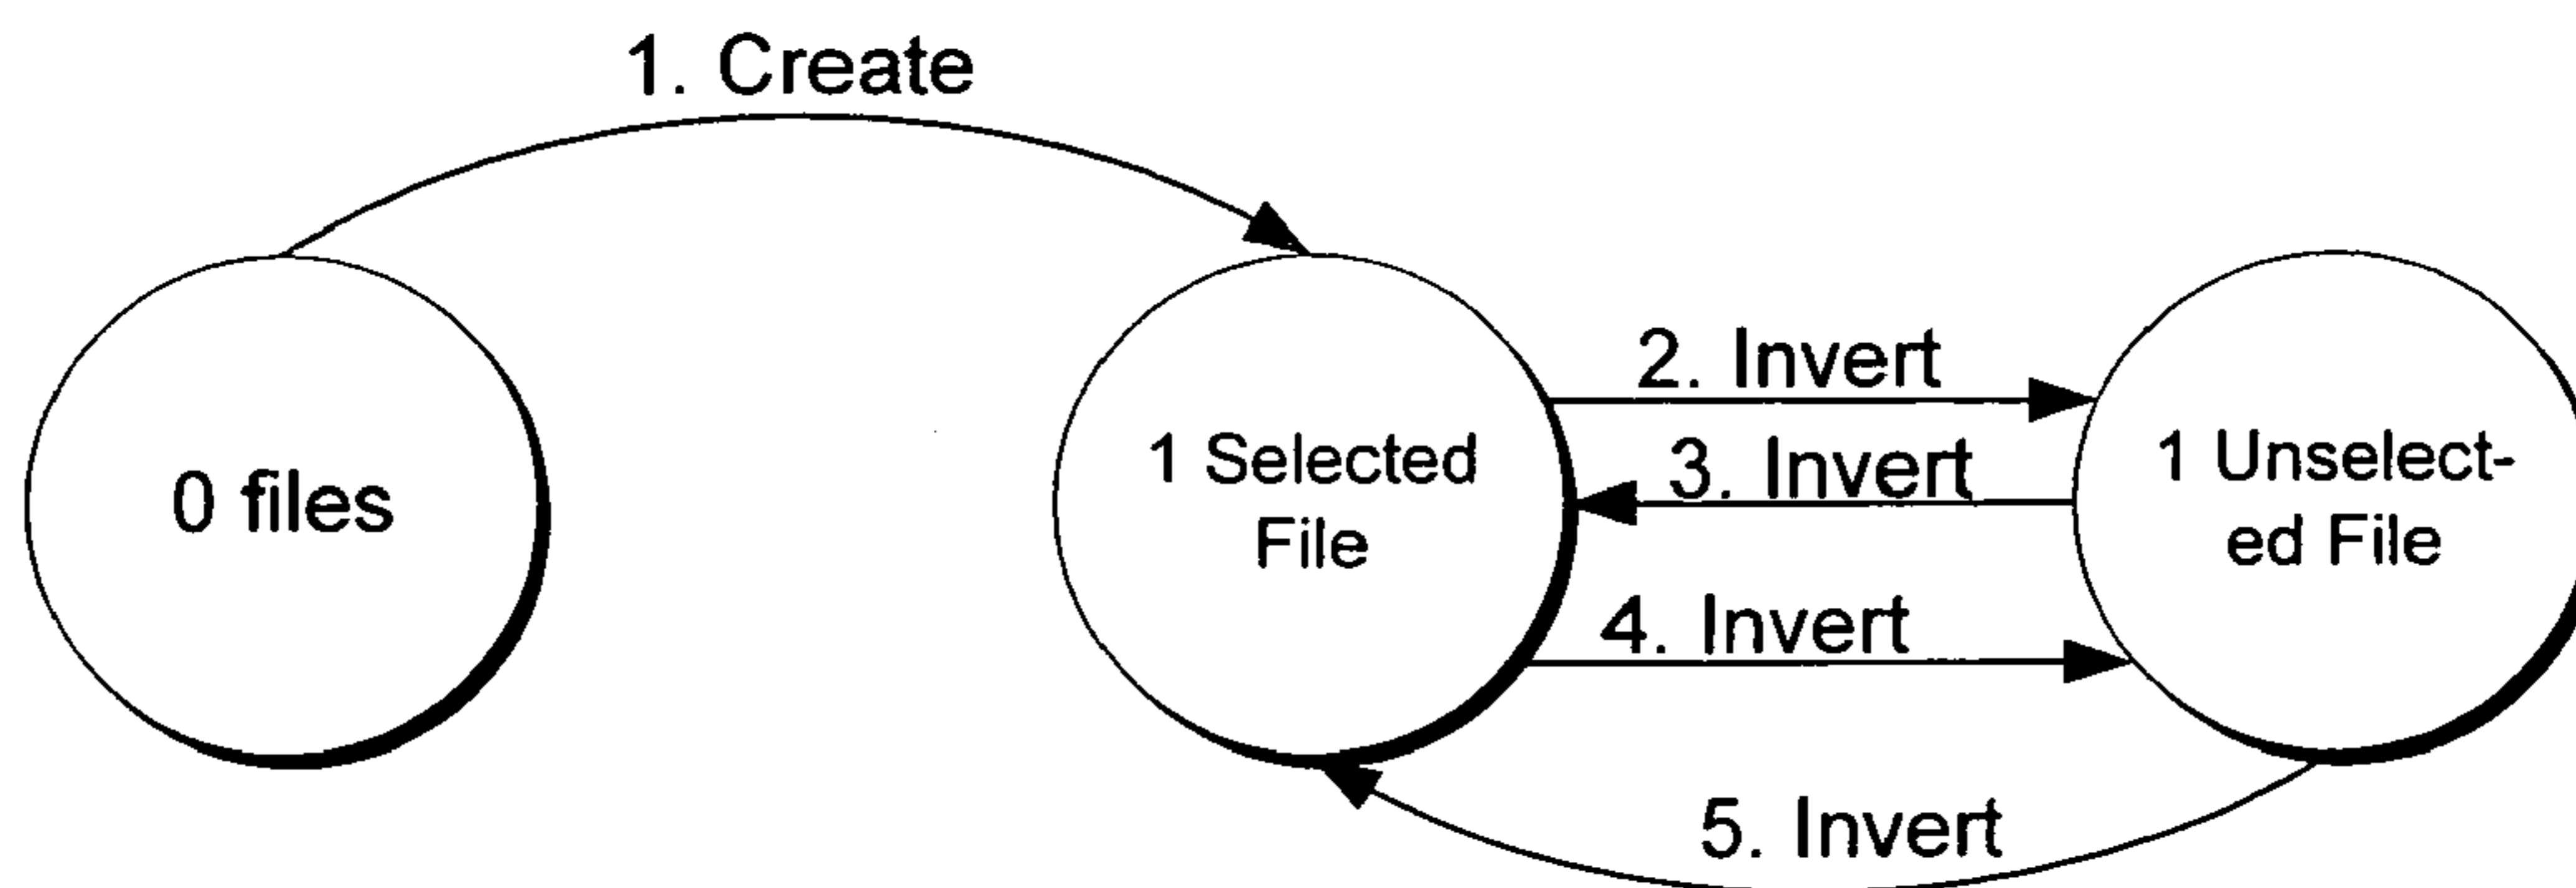 1. Create
0 files
1 Selected
File
2. Invert
3. Invert
4. Invert
5. Invert
1 Unselect-
ed File